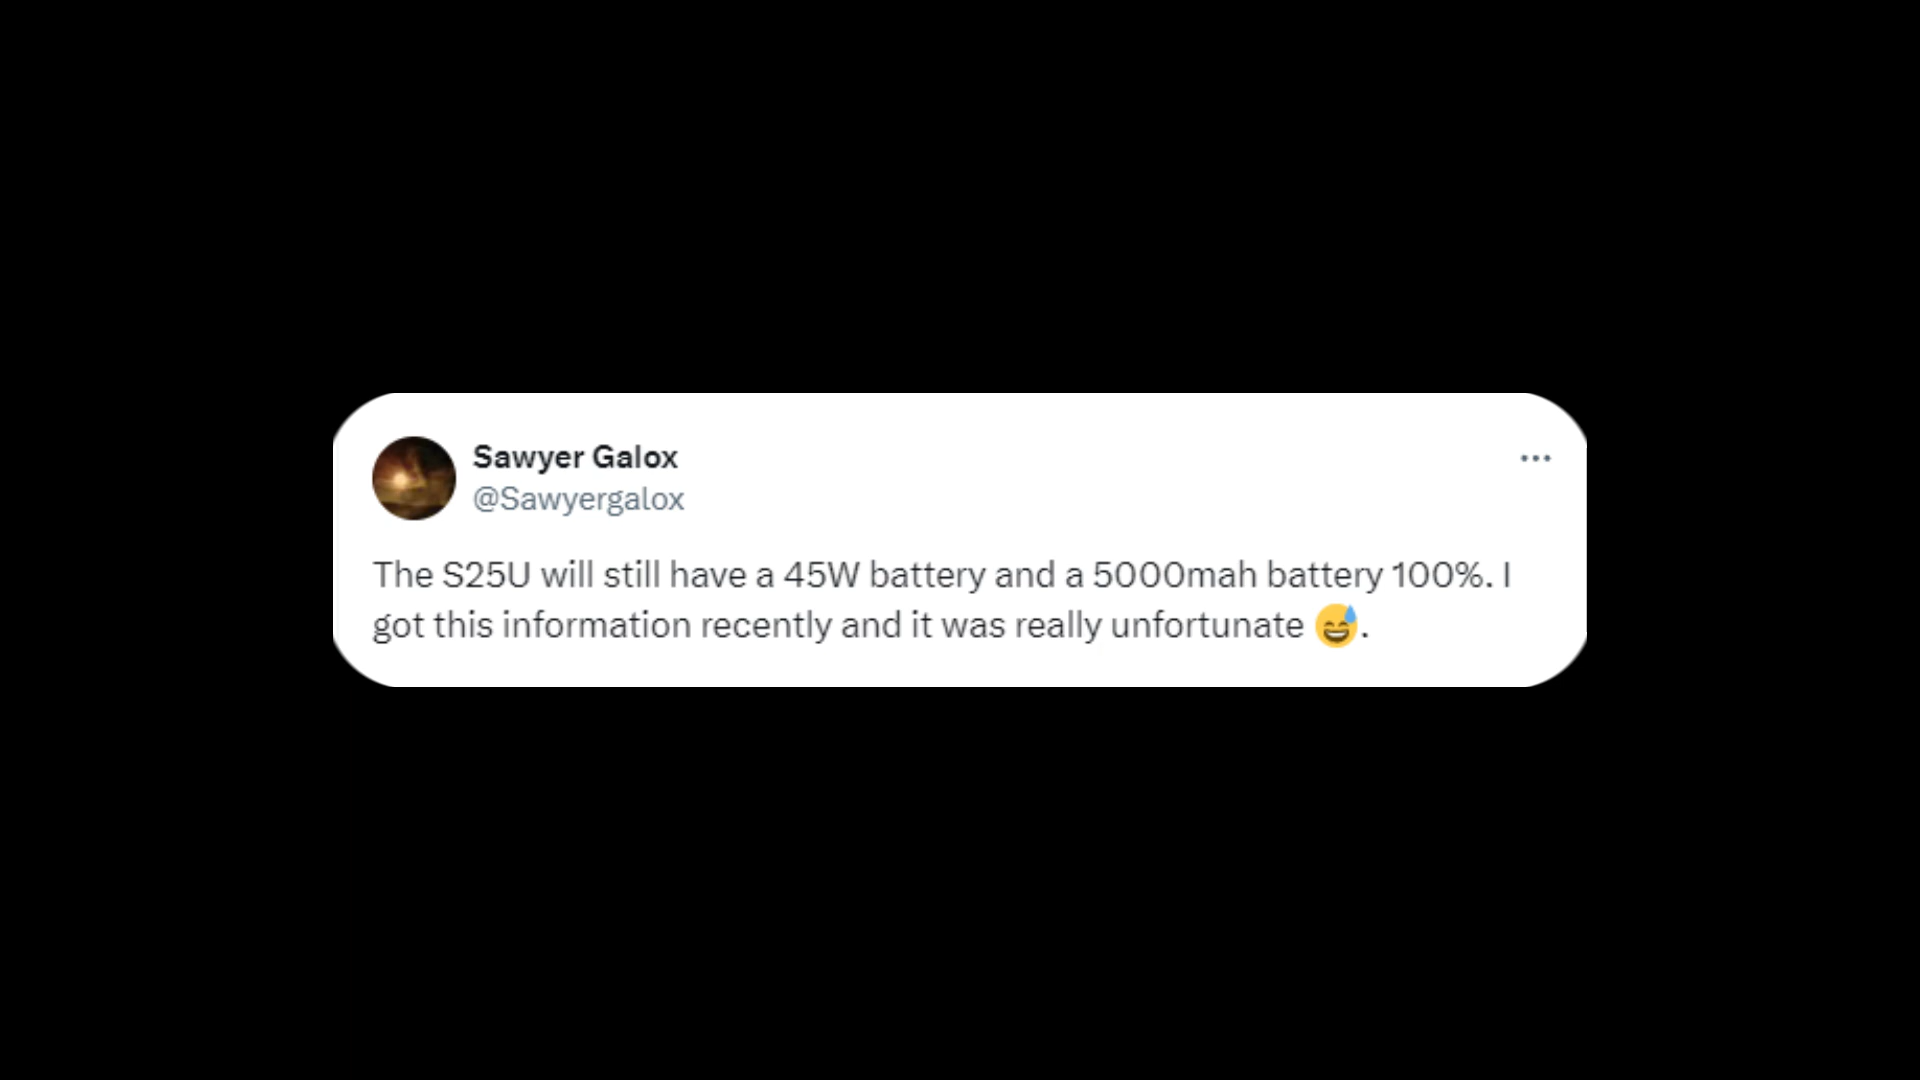 Sawyer Galox
@Sawyergalox
The S25U will still have a 45W battery and a 5000mah battery 100%. I
got this information recently and it was really unfortunate 😅.